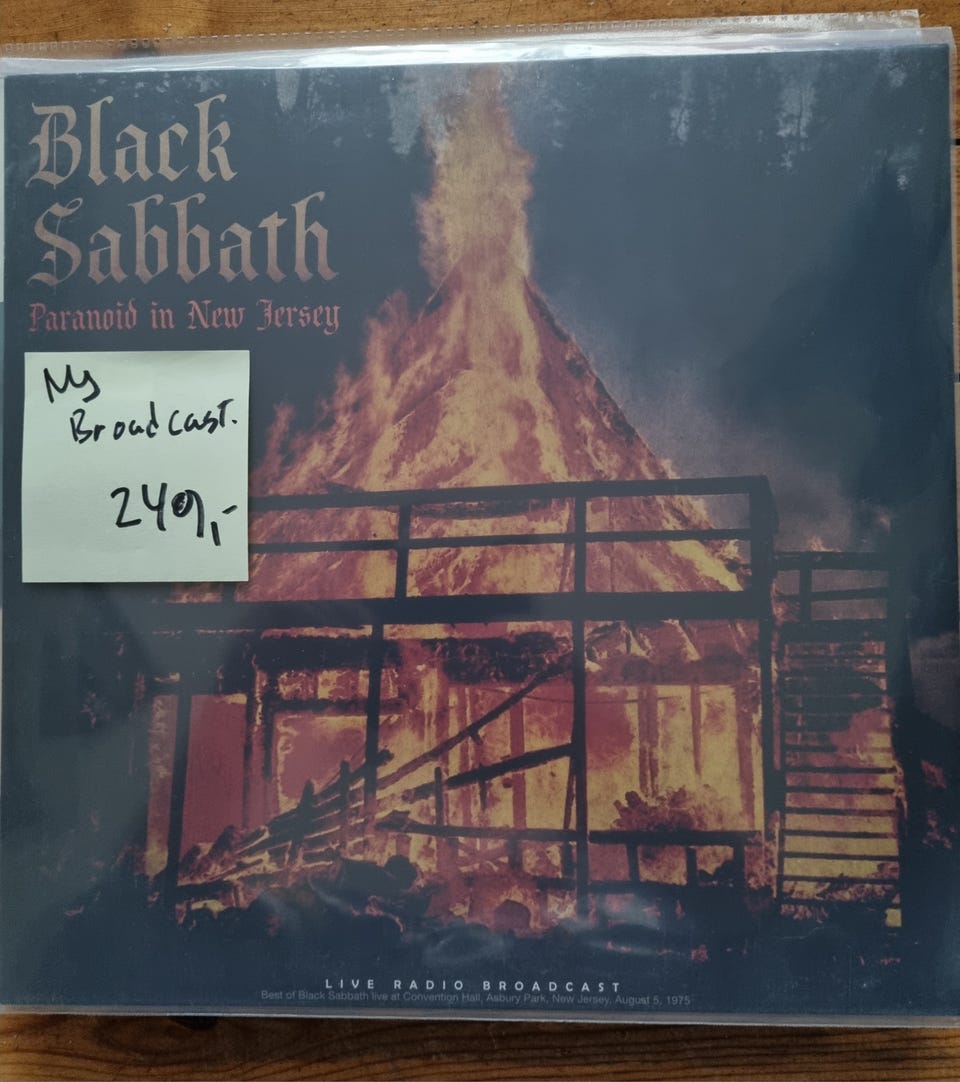 Black
Sabbath
Paranoid in New Jersey
Ny
Broadcast.
249,-
LIVE RADIO BROADCAST
Best of Black Sabbath live at Convention Hall, Asbury Park, New Jersey, August 5, 1975